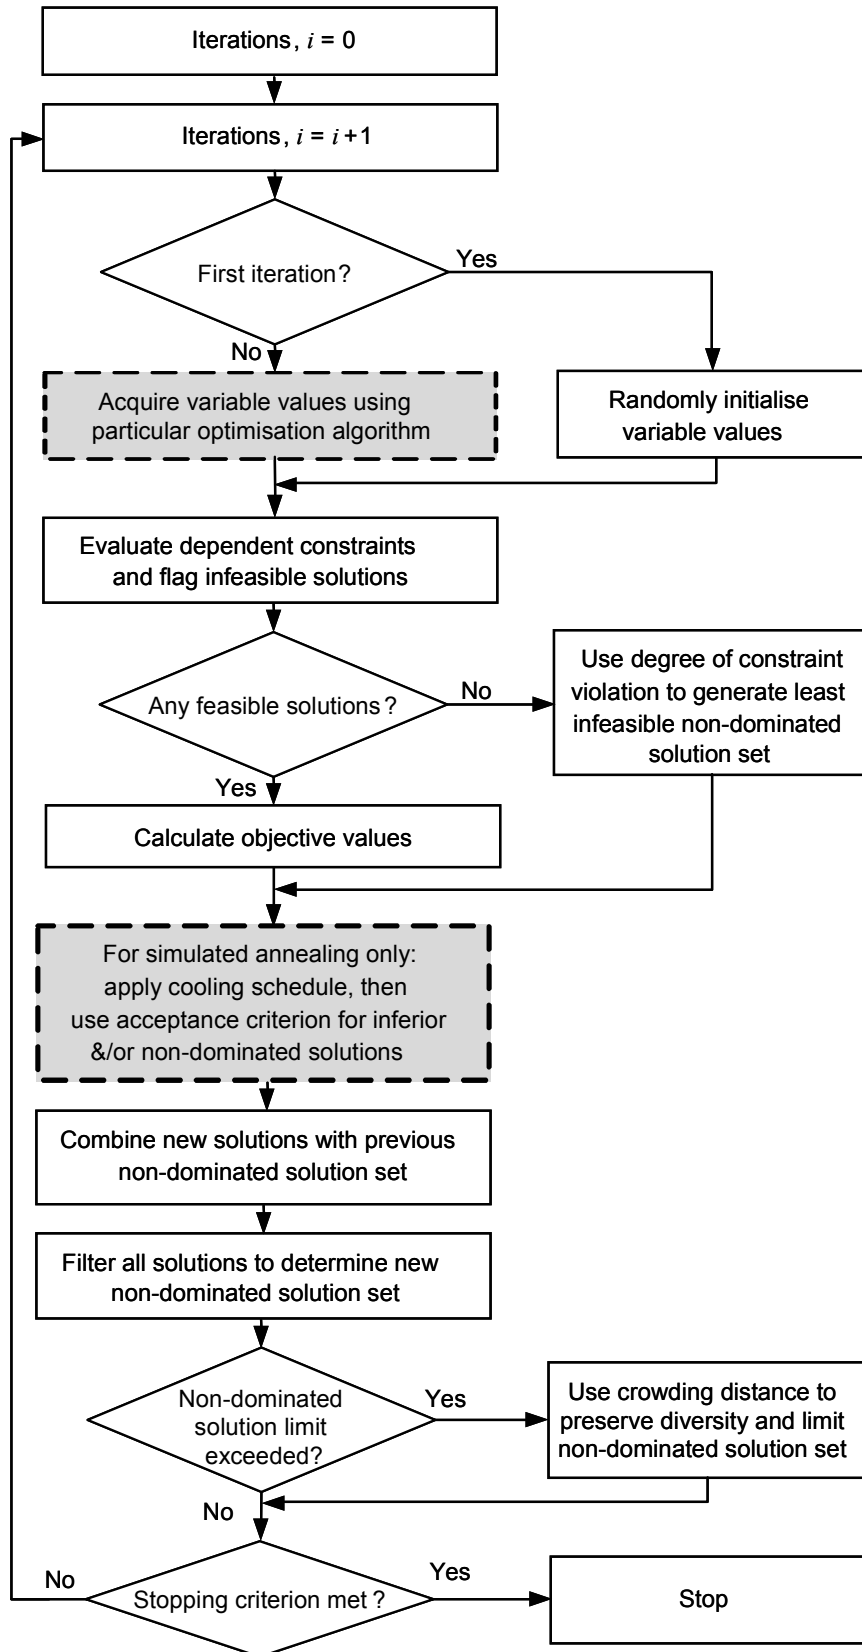 Iterations, i = 0
Iterations, i = i+1
First iteration?
Yes
No
Acquire variable values using
particular optimisation algorithm
Randomly initialise
variable values
Evaluate dependent constraints
and flag infeasible solutions
Any feasible solutions?
No
Use degree of constraint
violation to generate least
infeasible non-dominated
solution set
Yes
Calculate objective values
For simulated annealing only:
apply cooling schedule, then
use acceptance criterion for inferior
&/or non-dominated solutions
Combine new solutions with previous
non-dominated solution set
Filter all solutions to determine new
non-dominated solution set
Non-dominated
solution limit
exceeded?
Yes
Use crowding distance to
preserve diversity and limit
non-dominated solution set
No
Stopping criterion met?
No
Yes
Stop